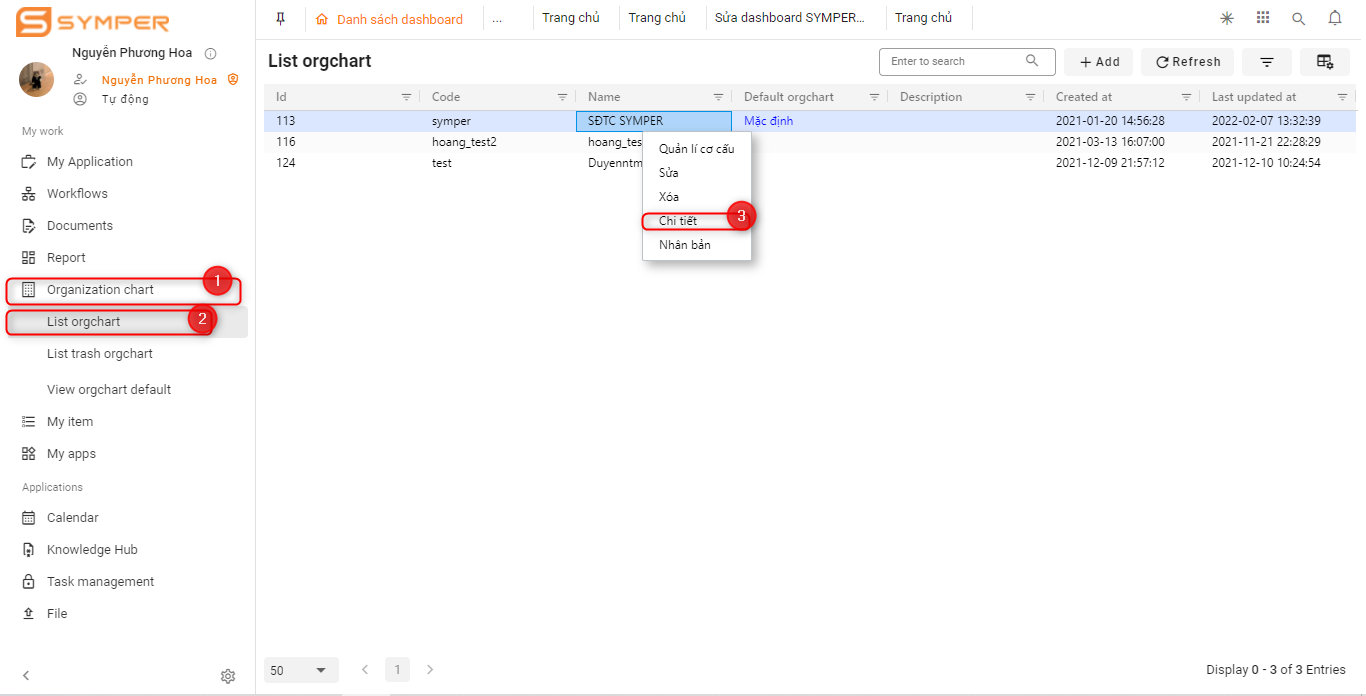 SYMPER
Nguyễn Phương Hoa
Nguyễn Phương Hoa
Tự động
My work
My Application
Workflows
Documents
Report
Organization chart
1
List orgchart
2
List trash orgchart
View orgchart default
My item
My apps
Applications
Calendar
Knowledge Hub
Task management
File
Danh sách dashboard ... Trang chủ Trang chủ Sửa dashboard SYMPER... Trang chủ
List orgchart Enter to search + Add Refresh
Id Code Name Default orgchart Description Created at Last updated at
113 symper SĐTC SYMPER Mặc định 2021-01-20 14:56:28 2022-02-07 13:32:39
116 hoang_test2 hoang_tes 2021-03-13 16:07:00 2021-11-21 22:28:29
124 test Duyenntm 2021-12-09 21:57:12 2021-12-10 10:24:54
Quản lí cơ cấu
Sửa
Xóa
Chi tiết
3
Nhân bản
50 1 Display 0 - 3 of 3 Entries